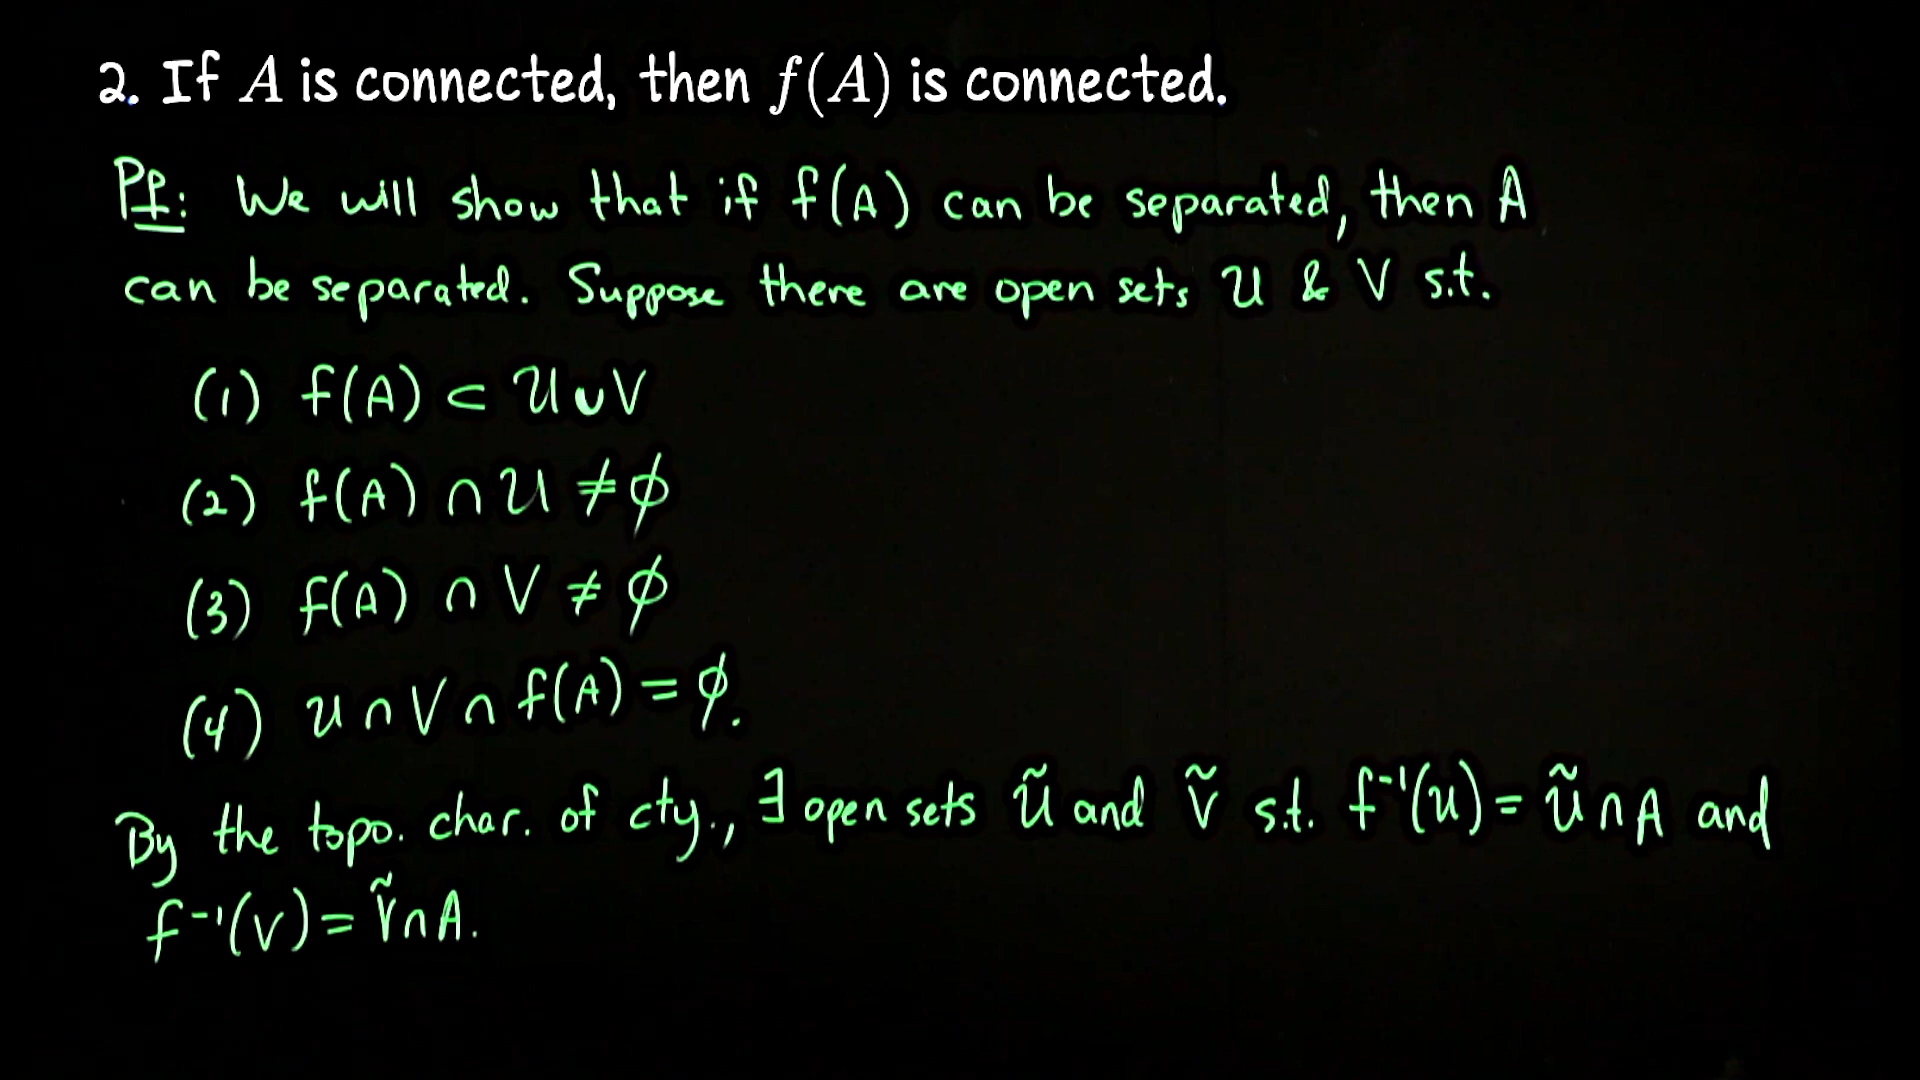 2. If A is connected, then f(A) is connected.
Pf: We will show that if f(A) can be separated, then A
can be separated. Suppose there are open sets U & V s.t.
(1) f(A) ⊂ U ∪ V
(2) f(A) ∩ U ≠ ϕ
(3) f(A) ∩ V ≠ ϕ
(4) U ∩ V ∩ f(A) = ϕ.
By the topo. char. of cty., ∃ open sets Ũ and Ṽ s.t. f⁻¹(U) = Ũ ∩ A and
f⁻¹(V) = Ṽ ∩ A.